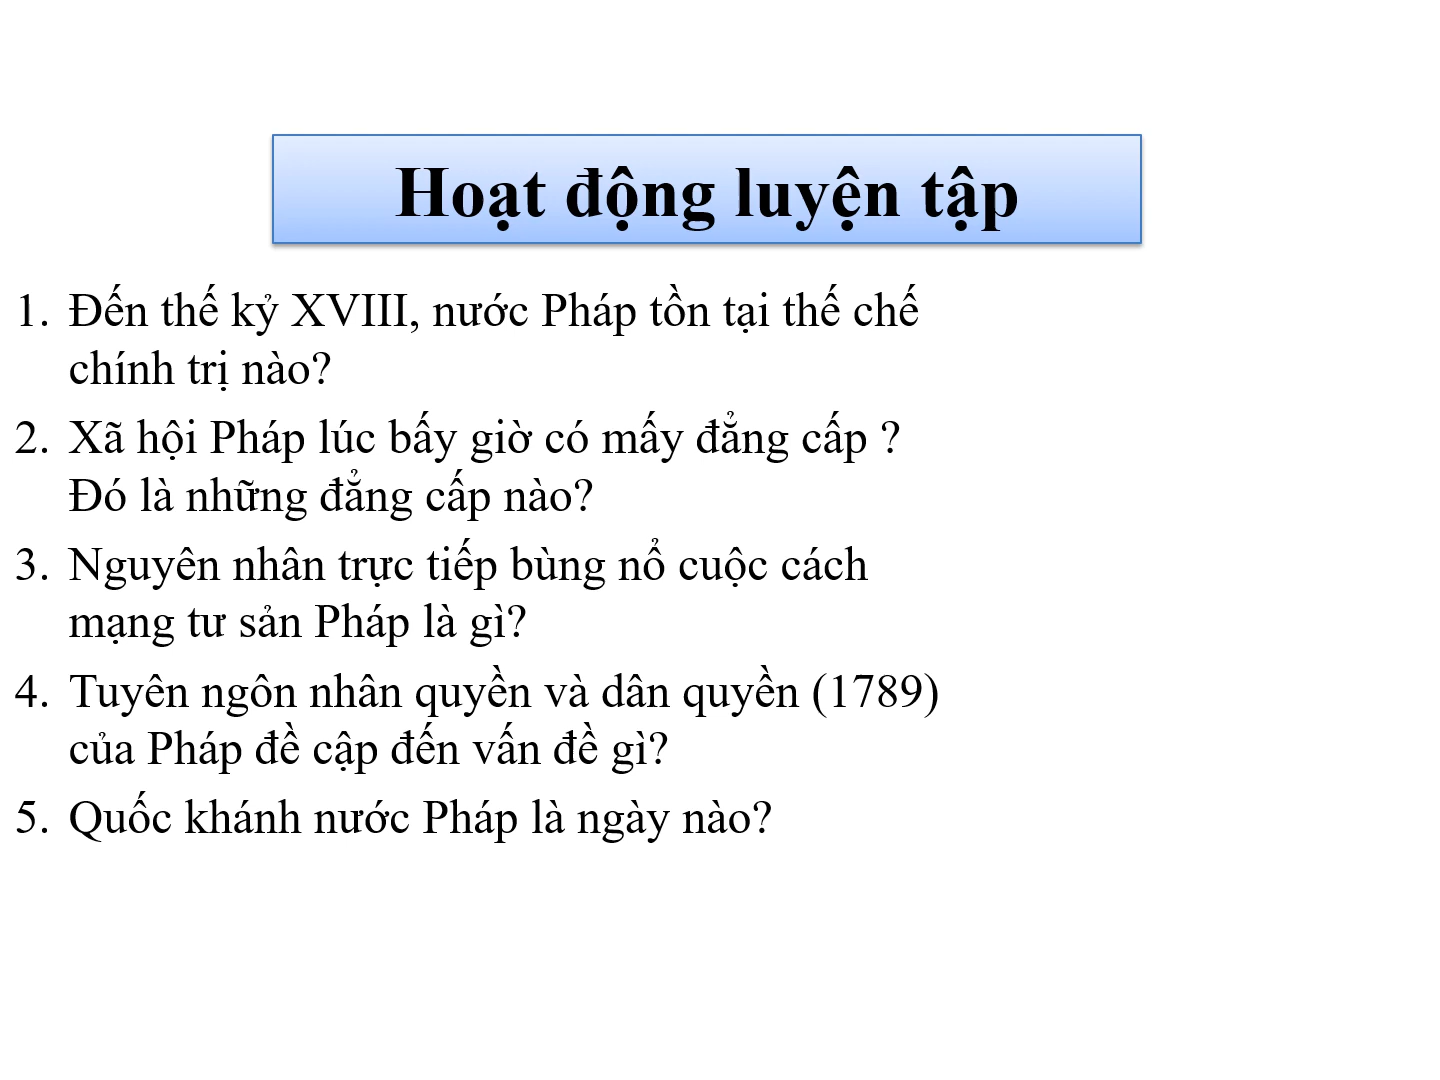 Hoạt động luyện tập
1. Đến thế kỷ XVIII, nước Pháp tồn tại thế chế
chính trị nào?
2. Xã hội Pháp lúc bấy giờ có mấy đẳng cấp ?
Đó là những đẳng cấp nào?
3. Nguyên nhân trực tiếp bùng nổ cuộc cách
mạng tư sản Pháp là gì?
4. Tuyên ngôn nhân quyền và dân quyền (1789)
của Pháp đề cập đến vấn đề gì?
5. Quốc khánh nước Pháp là ngày nào?